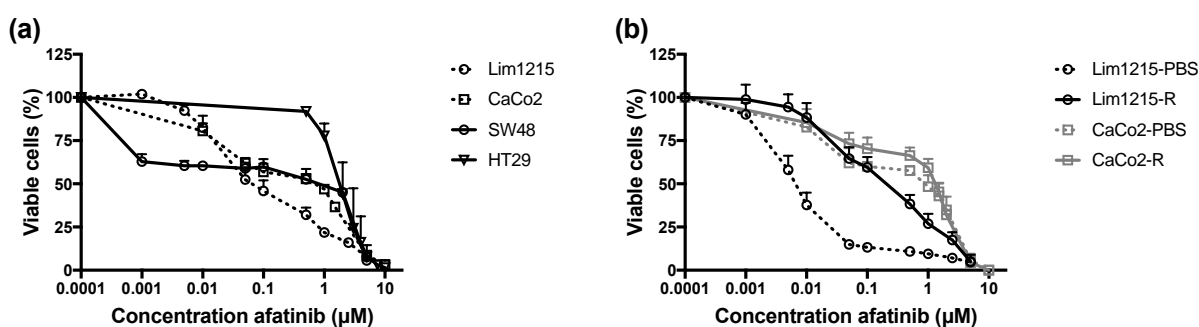 (a)
Viable cells (%)
125
100
75
50
25
0
0.0001 0.001 0.01 0.1 1 10
Concentration afatinib (µM)
Lim1215
CaCo2
SW48
HT29
(b)
Viable cells (%)
125
100
75
50
25
0
0.0001 0.001 0.01 0.1 1 10
Concentration afatinib (µM)
Lim1215-PBS
Lim1215-R
CaCo2-PBS
CaCo2-R